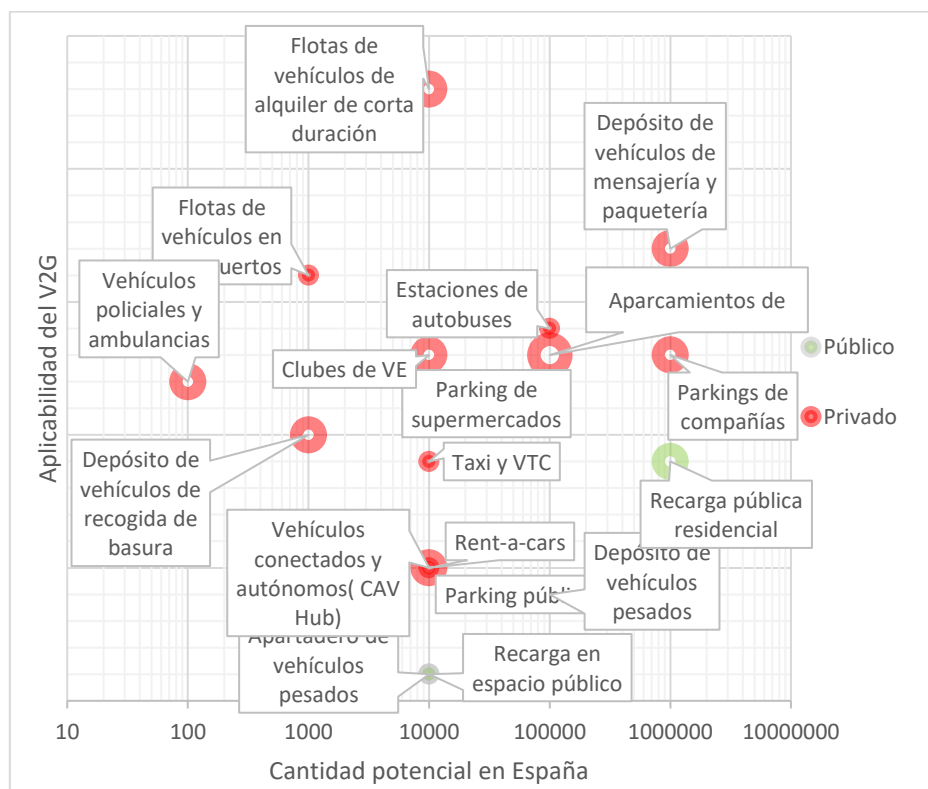 Flotas de
vehículos de
alquiler de corta
duración
Depósito de
vehículos de
mensajería y
paquetería
Flotas de
vehículos en
uertos
Vehículos
policiales y
ambulancias
Estaciones de
autobuses
Aparcamientos de
Clubes de VE
Parking de
supermercados
Parkings de
compañías
Público
Privado
Depósito de
vehículos de
recogida de
basura
Taxi y VTC
Recarga pública
residencial
Vehículos
conectados y
autónomos( CAV
Hub)
Rent-a-cars
Parking públi
Depósito de
vehículos
pesados
Apartadero de
vehículos
pesados
Recarga en
espacio público
Aplicabilidad del V2G
10 100 1000 10000 100000 1000000 10000000
Cantidad potencial en España